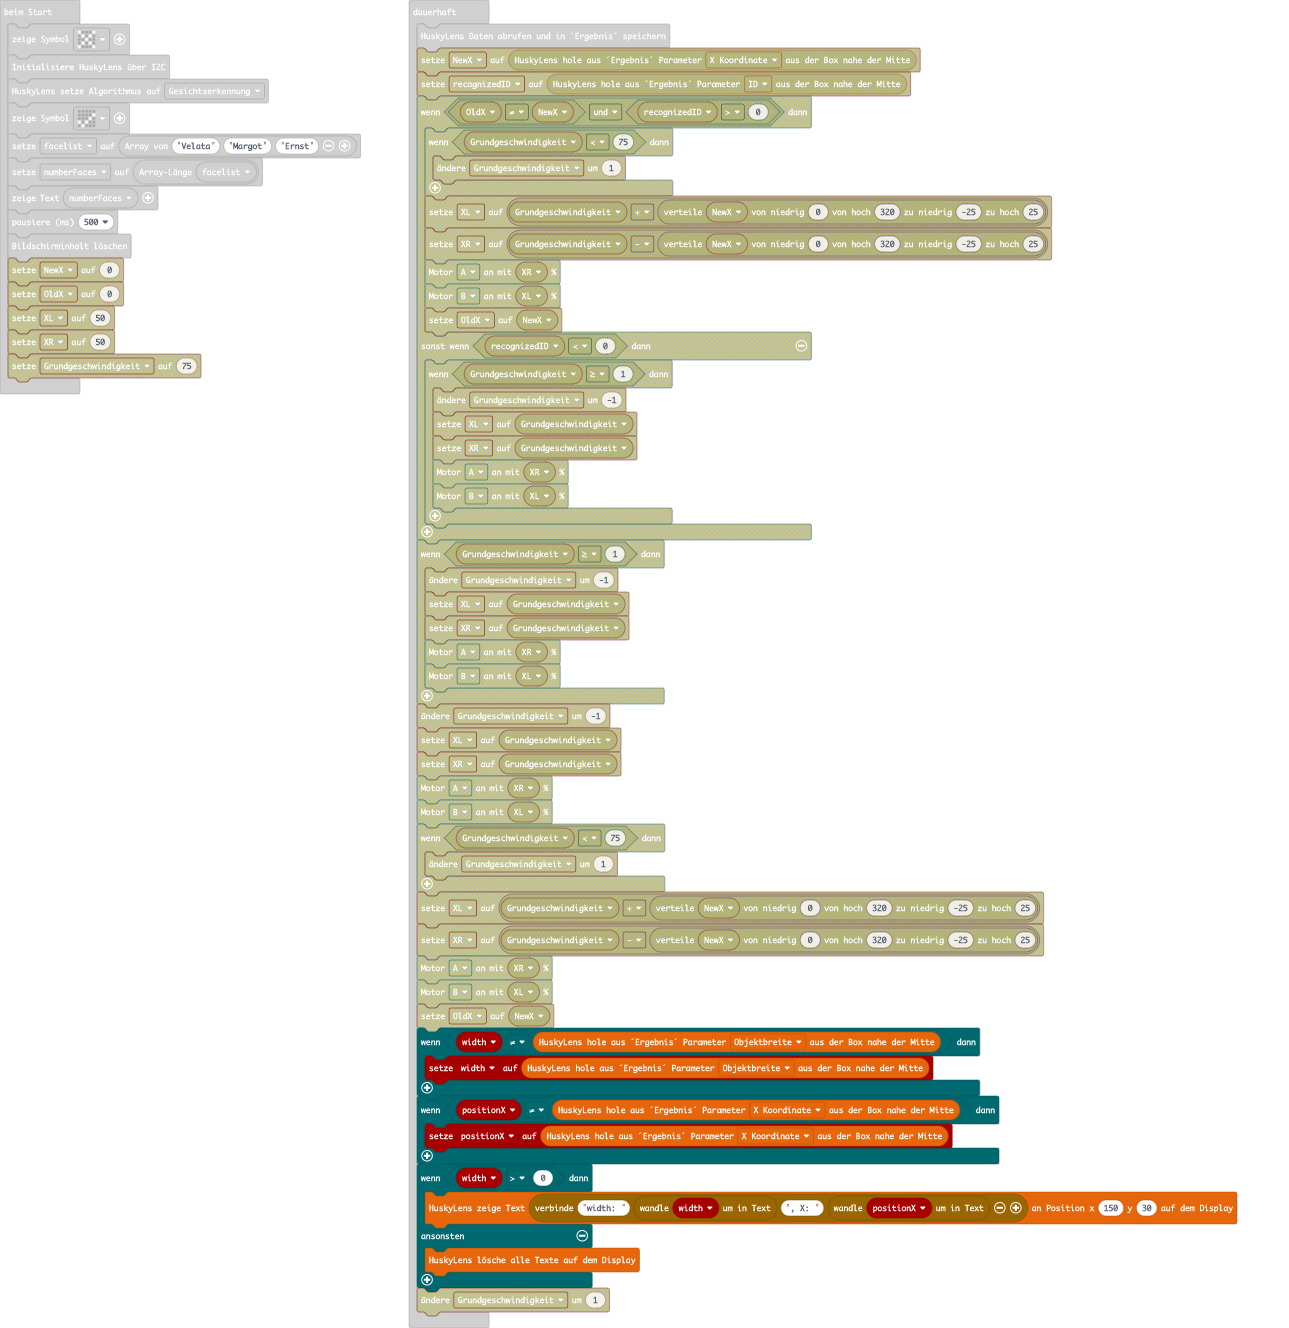 beim Start
zeige Symbol
Initialisiere HuskyLens über I2C
HuskyLens setze Algorithmus auf Gesichtserkennung
zeige Symbol
setze facelist auf Array von "Velata" "Margot" "Ernst"
setze numberFaces auf Array-Länge facelist
zeige Text numberFaces
pausiere (ms) 500
Bildschirminhalt löschen
setze NewX auf 0
setze OldX auf 0
setze XL auf 50
setze XR auf 50
setze Grundgeschwindigkeit auf 75
dauerhaft
HuskyLens Daten abrufen und in ´Ergebnis´ speichern
setze NewX auf HuskyLens hole aus ´Ergebnis´ Parameter X Koordinate aus der Box nahe der Mitte
setze recognizedID auf HuskyLens hole aus ´Ergebnis´ Parameter ID aus der Box nahe der Mitte
wenn OldX ≠ NewX und recognizedID > 0 dann
wenn Grundgeschwindigkeit < 75 dann
ändere Grundgeschwindigkeit um 1
setze XL auf Grundgeschwindigkeit + verteile NewX von niedrig 0 von hoch 320 zu niedrig -25 zu hoch 25
setze XR auf Grundgeschwindigkeit - verteile NewX von niedrig 0 von hoch 320 zu niedrig -25 zu hoch 25
Motor A an mit XR %
Motor B an mit XL %
setze OldX auf NewX
sonst wenn recognizedID < 0 dann
wenn Grundgeschwindigkeit ≥ 1 dann
ändere Grundgeschwindigkeit um -1
setze XL auf Grundgeschwindigkeit
setze XR auf Grundgeschwindigkeit
Motor A an mit XR %
Motor B an mit XL %
wenn Grundgeschwindigkeit ≥ 1 dann
ändere Grundgeschwindigkeit um -1
setze XL auf Grundgeschwindigkeit
setze XR auf Grundgeschwindigkeit
Motor A an mit XR %
Motor B an mit XL %
ändere Grundgeschwindigkeit um -1
setze XL auf Grundgeschwindigkeit
setze XR auf Grundgeschwindigkeit
Motor A an mit XR %
Motor B an mit XL %
wenn Grundgeschwindigkeit < 75 dann
ändere Grundgeschwindigkeit um 1
setze XL auf Grundgeschwindigkeit + verteile NewX von niedrig 0 von hoch 320 zu niedrig -25 zu hoch 25
setze XR auf Grundgeschwindigkeit - verteile NewX von niedrig 0 von hoch 320 zu niedrig -25 zu hoch 25
Motor A an mit XR %
Motor B an mit XL %
setze OldX auf NewX
wenn width ≠ HuskyLens hole aus ´Ergebnis´ Parameter Objektbreite aus der Box nahe der Mitte dann
setze width auf HuskyLens hole aus ´Ergebnis´ Parameter Objektbreite aus der Box nahe der Mitte
wenn positionX ≠ HuskyLens hole aus ´Ergebnis´ Parameter X Koordinate aus der Box nahe der Mitte dann
setze positionX auf HuskyLens hole aus ´Ergebnis´ Parameter X Koordinate aus der Box nahe der Mitte
wenn width > 0 dann
HuskyLens zeige Text verbinde "width: " wandle width um in Text ", X: " wandle positionX um in Text an Position x 150 y 30 auf dem Display
ansonsten
HuskyLens lösche alle Texte auf dem Display
ändere Grundgeschwindigkeit um 1